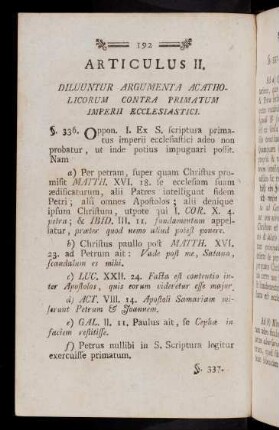 192
ARTICULUS II.
DILUUNTUR ARGUMENTA ACATHO-
LICORUM CONTRA PRIMATUM
IMPERII ECCLESIASTICI.
§. 336. Oppon. I. Ex S. scriptura prima-
tus imperii ecclesiastici adeo non
probatur, ut inde potius impugnari possit.
Nam
a) Per petram, super quam Christus pro-
misit MATTH. XVI. 18. se ecclesiam suam
ædificaturum, alii Patres intelligunt fidem
Petri; alii omnes Apostolos; alii denique
ipsum Christum, utpote qui I. COR. X. 4.
petra; & IBID. III. 11. fundamentum appel-
latur, præter quod nemo aliud potest ponere.
b) Christus paullo post MATTH. XVI.
23. ad Petrum ait: Vade post me, Satana,
scandalum es mihi.
c) LUC. XXII. 24. Facta est contentio in-
ter Apostolos, quis eorum videretur esse major.
d) ACT. VIII. 14. Apostoli Samariam mi-
serunt Petrum & Joannem.
e) GAL. II. 11. Paulus ait, se Cephæ in
faciem restitisse.
f) Petrus nullibi in S. Scriptura legitur
exercuisse primatum.
§. 337.